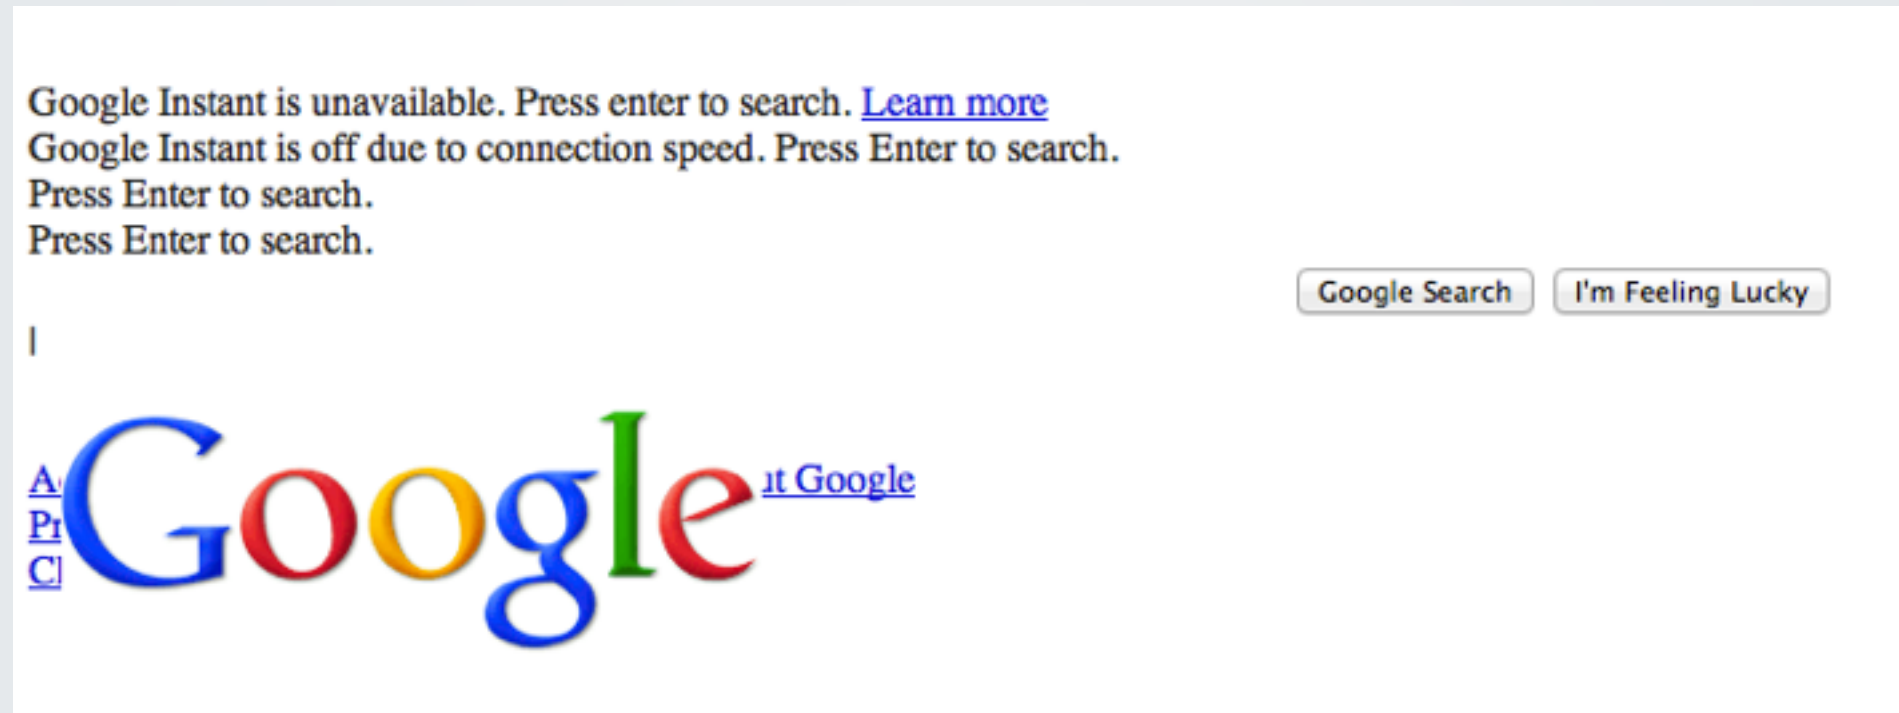 Google Instant is unavailable. Press enter to search. Learn more
Google Instant is off due to connection speed. Press Enter to search.
Press Enter to search.
Press Enter to search.
Google Search I'm Feeling Lucky
Google
Google